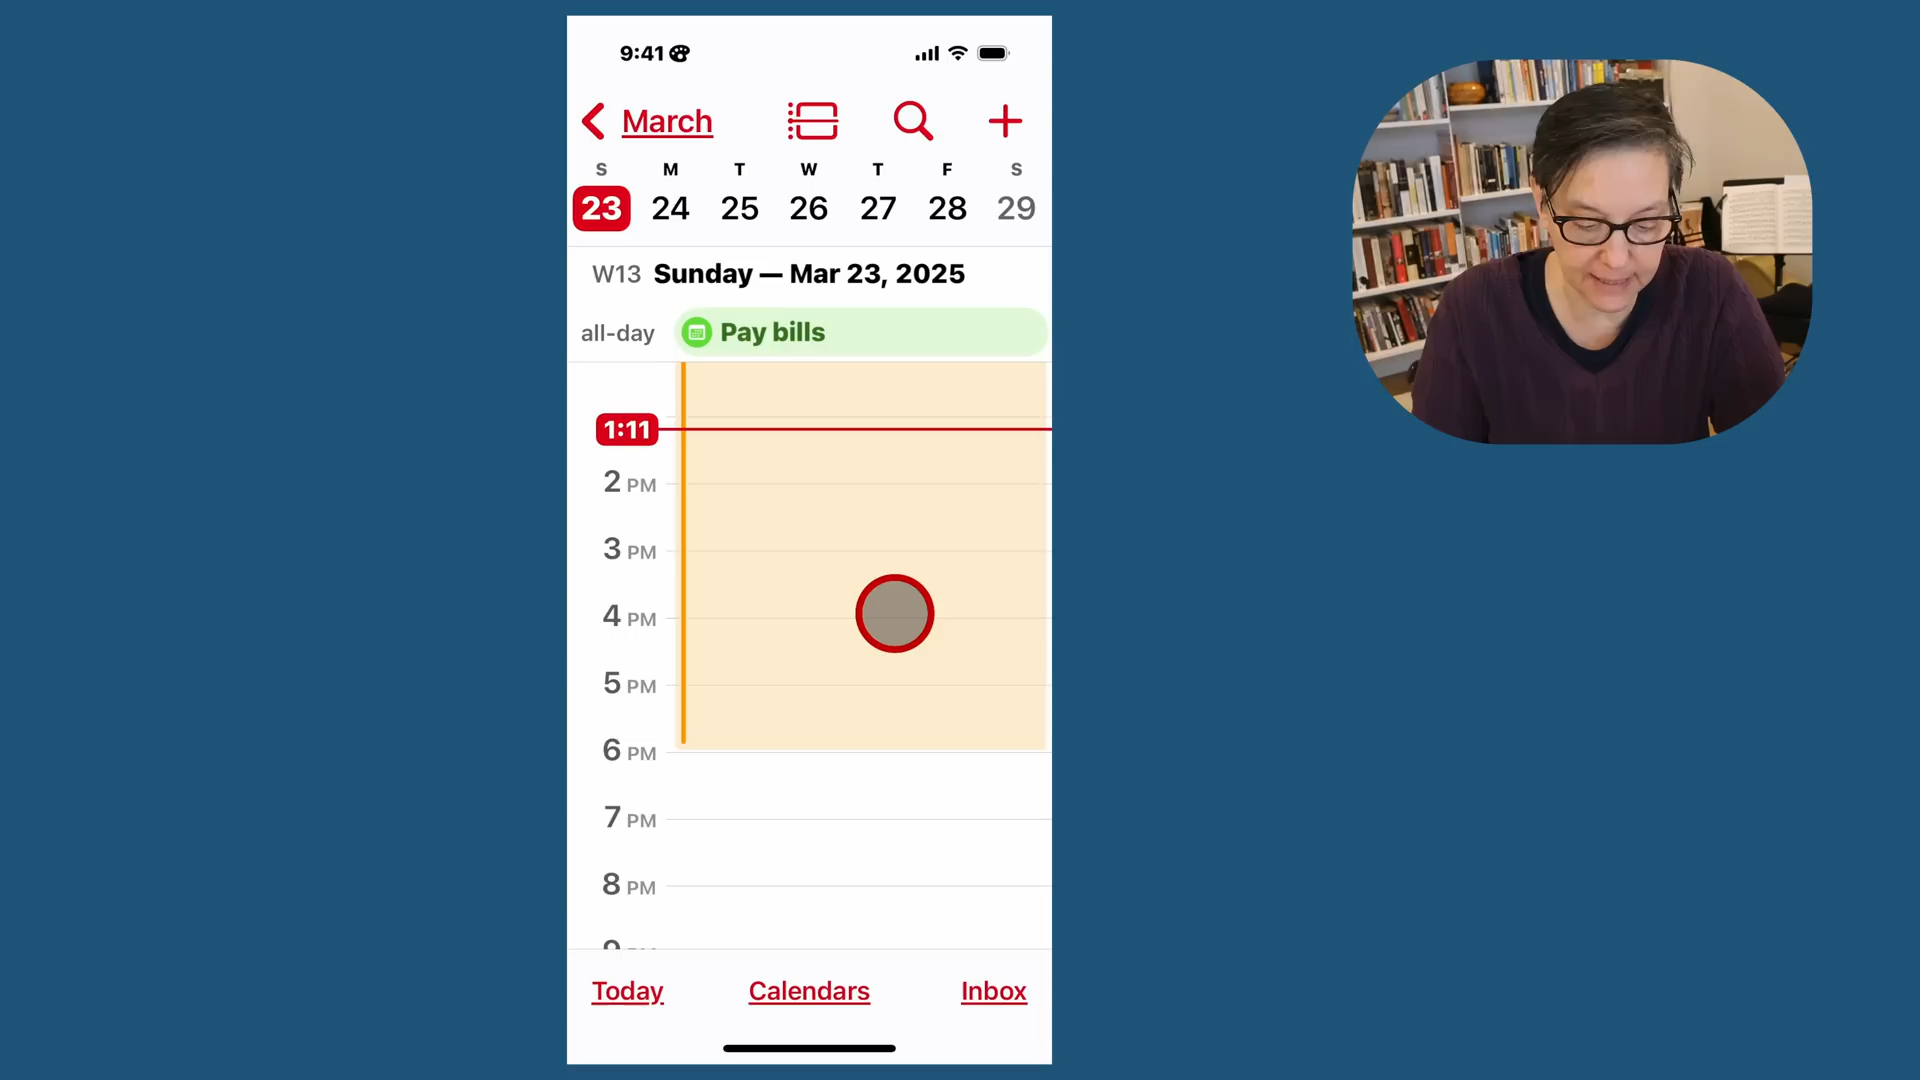 9:41
March
S M T W T F S
23 24 25 26 27 28 29
W13 Sunday — Mar 23, 2025
all-day Pay bills
1:11
2 PM
3 PM
4 PM
5 PM
6 PM
7 PM
8 PM
Today Calendars Inbox